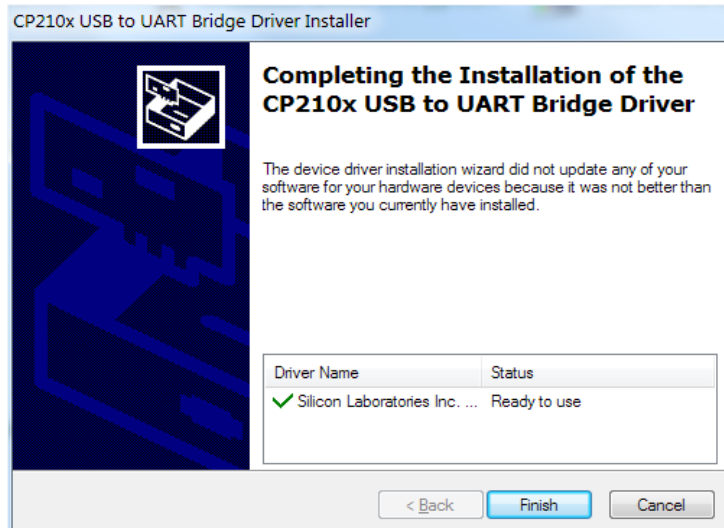 CP210x USB to UART Bridge Driver Installer
Completing the Installation of the
CP210x USB to UART Bridge Driver
The device driver installation wizard did not update any of your
software for your hardware devices because it was not better than
the software you currently have installed.
Driver Name Status
Silicon Laboratories Inc. ... Ready to use
< Back Finish Cancel